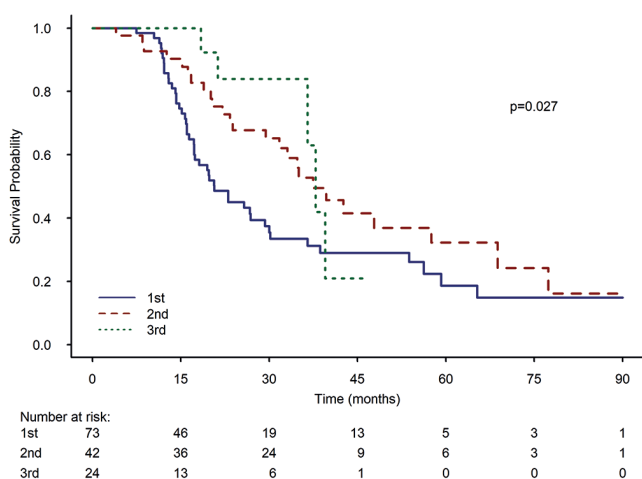 1.0
0.8
0.6
0.4
0.2
0.0
Survival Probability
p=0.027
1st
2nd
3rd
0 15 30 45 60 75 90
Time (months)
Number at risk:
1st 73 46 19 13 5 3 1
2nd 42 36 24 9 6 3 1
3rd 24 13 6 1 0 0 0